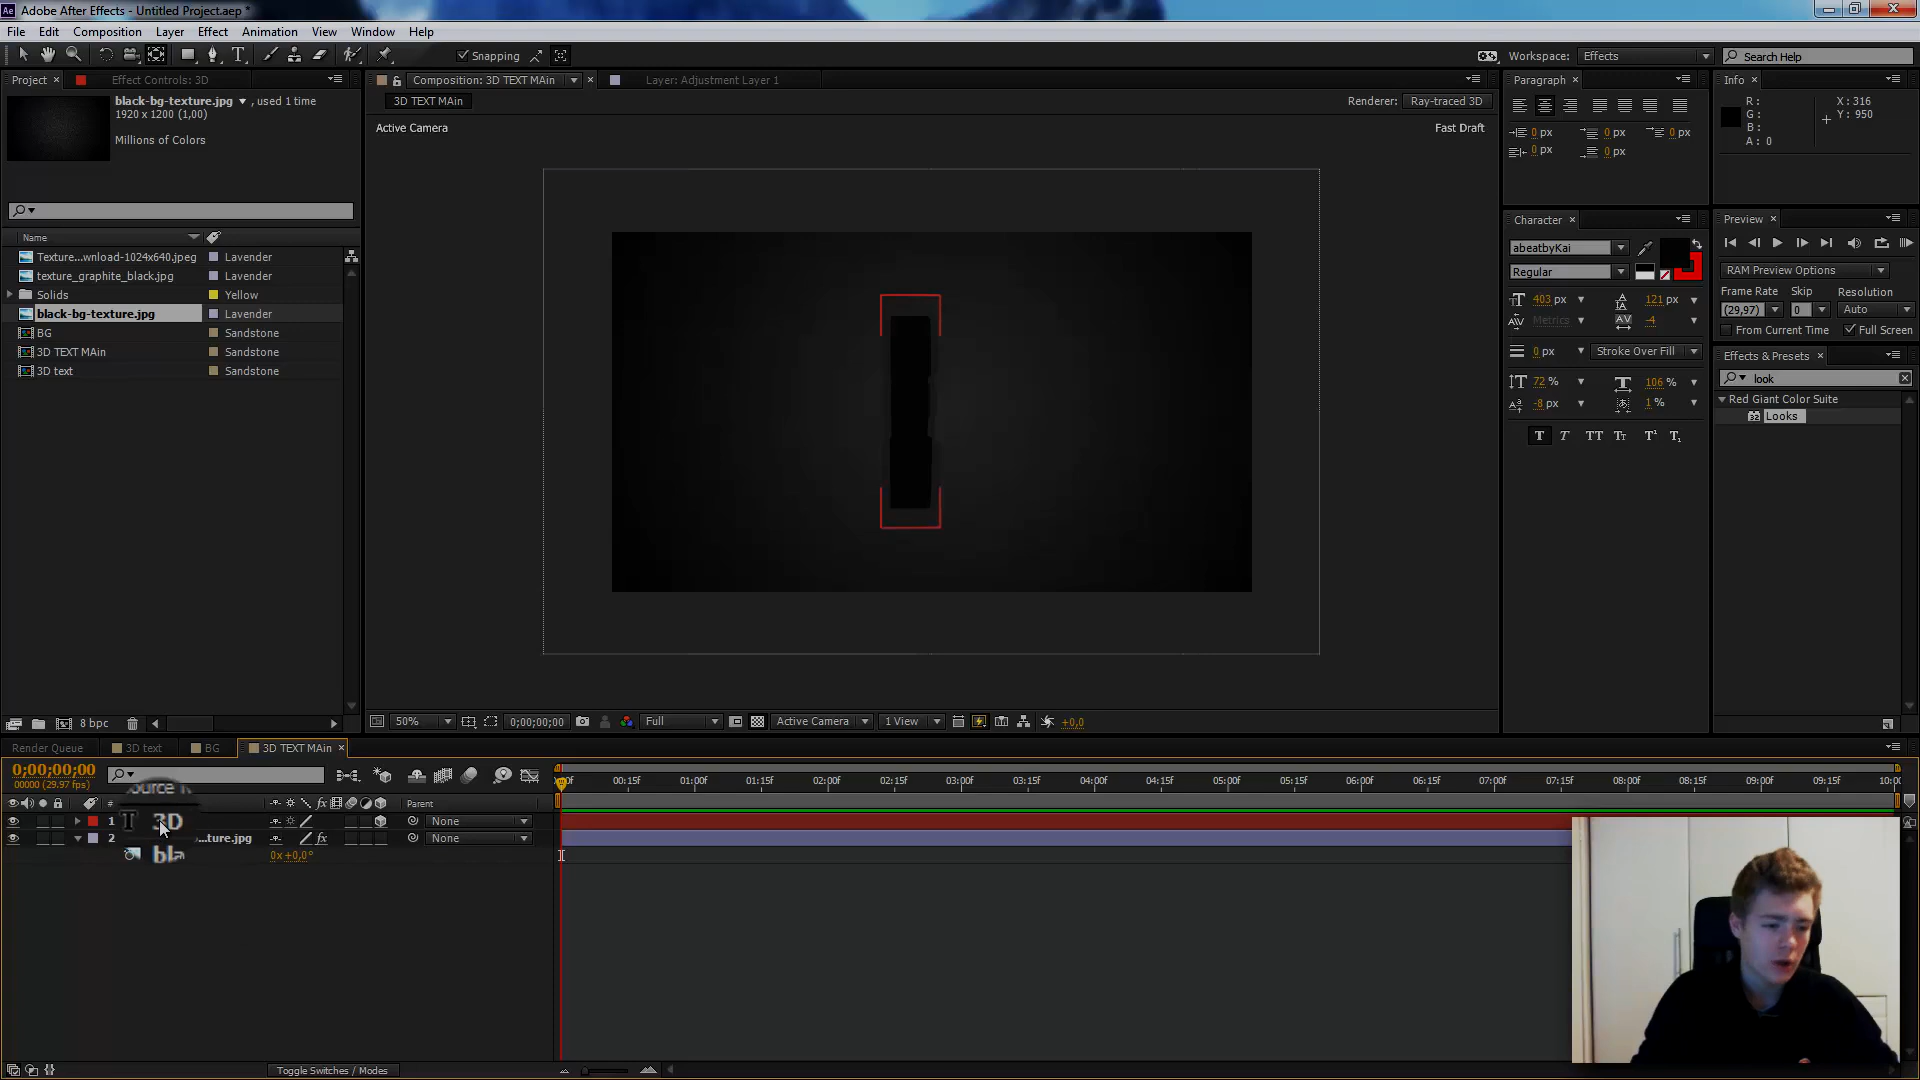 Adobe After Effects - Untitled Project.aep *
File Edit Composition Layer Effect Animation View Window Help
Snapping
Workspace: Effects
Search Help
Project Effect Controls: 3D
Composition: 3D TEXT MAin
Layer: Adjustment Layer 1
black-bg-texture.jpg , used 1 time
1920 x 1200 (1,00)
Millions of Colors
3D TEXT MAin
Renderer: Ray-traced 3D
Active Camera
Fast Draft
Name
Texture...wnload-1024x640.jpeg Lavender
texture_graphite_black.jpg Lavender
Solids Yellow
black-bg-texture.jpg Lavender
BG Sandstone
3D TEXT MAin Sandstone
3D text Sandstone
8 bpc
50% 0;00;00;00 Full Active Camera 1 View +0,0
Paragraph
0 px 0 px 0 px
0 px 0 px
Character
abeatbyKai
Regular
403 px 121 px
Metrics -4
0 px Stroke Over Fill
72 % 106 %
-8 px 1 %
T T TT Tт T¹ T₁
Info
R: X: 316
G: Y: 950
B:
A: 0
Preview
RAM Preview Options
Frame Rate Skip Resolution
(29,97) 0 Auto
From Current Time Full Screen
Effects & Presets
look
Red Giant Color Suite
Looks
Render Queue 3D text BG 3D TEXT MAin
0;00;00;00
00000 (29.97 fps)
00:15f 01:00f 01:15f 02:00f 02:15f 03:00f 03:15f 04:00f 04:15f 05:00f 05:15f 06:00f 06:15f 07:00f 07:15f 08:00f 08:15f 09:00f 09:15f 10:0
# fx Parent
1 T 3D None
2 ...ture.jpg fx None
0x +0,0°
Toggle Switches / Modes